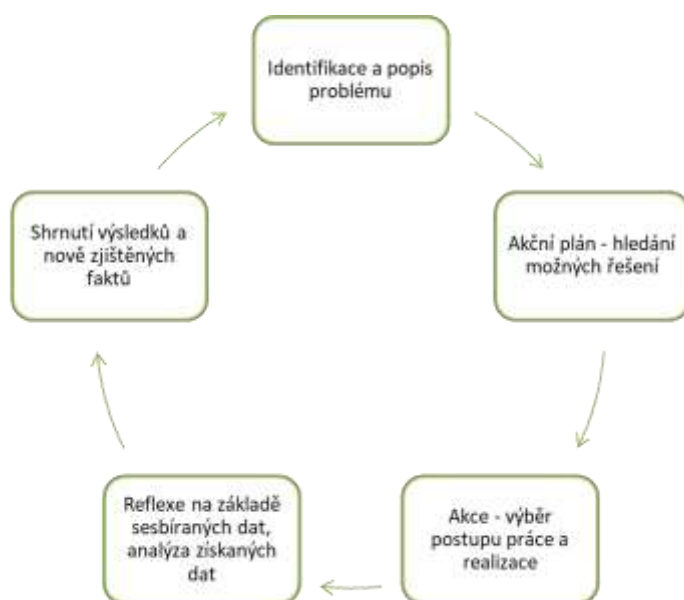 Identifikace a popis
problému
Akční plán - hledání
možných řešení
Akce - výběr
postupu práce a
realizace
Reflexe na základě
sesbíraných dat,
analýza získaných
dat
Shrnutí výsledků a
nově zjištěných
faktů